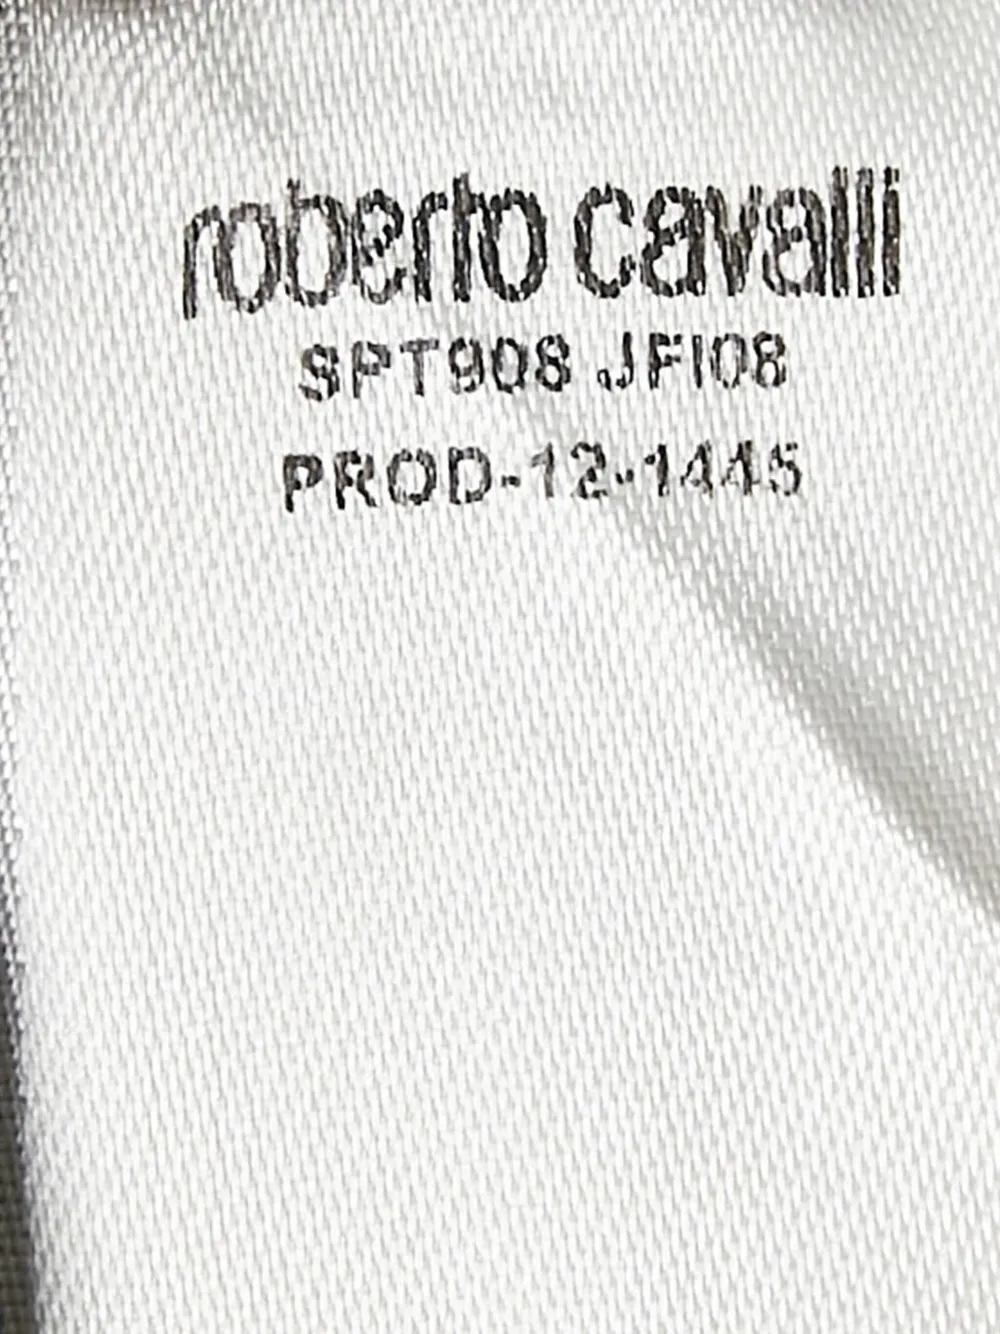 roberto cavalli
SPT908 JFI08
PROD-12-1445